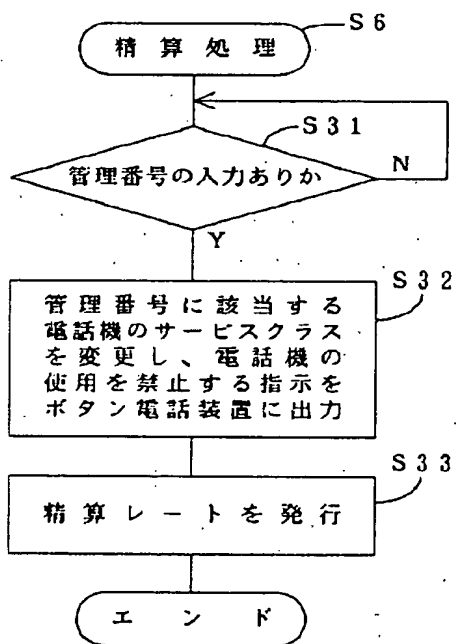 S6
精算処理
S31
管理番号の入力ありか
N
Y
S32
管理番号に該当する
電話機のサービスクラス
を変更し、電話機の
使用を禁止する指示を
ボタン電話装置に出力
S33
精算レートを発行
エンド